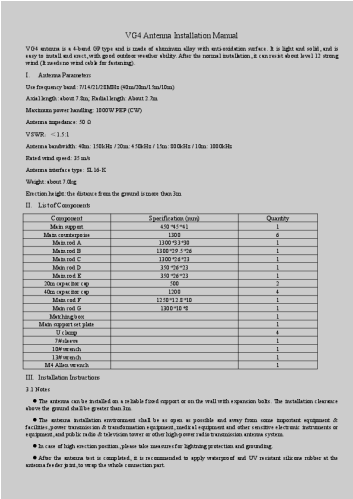 VG4 Antenna Installation Manual
VG4 antenna is a 4-band GP type and is made of aluminum alloy with anti-oxidation surface. It is light and solid, and is
easy to install and erect, with good outdoor weather ability. After the normal installation, it can resist about level 12 strong
wind (It needs no wind cable for fastening).
I. Antenna Parameters
Use frequency band: 7/14/21/28MHz (40m/20m/15m/10m)
Axial length: about 7.8m, Radial length: About 2.7m
Maximum power handling: 1000W PEP (CW)
Antenna impedance: 50 Ω
VSWR: ＜1.5:1
Antenna bandwidth: 40m: 150kHz / 20m: 450kHz / 15m: 800kHz / 10m: 1000kHz
Rated wind speed: 35 m/s
Antenna interface type: SL16-K
Weight: about 7.0kg
Erection height: the distance from the ground is more than 3m
II. List of Components
Component Specification (mm) Quantity
Main support 450*45*41 1
Main counterpoise 1300 6
Main rod A 1300*33*30 1
Main rod B 1300*29.5*26 1
Main rod C 1300*26*23 1
Main rod D 350*26*23 1
Main rod E 350*26*23 1
20m capacitor cap 500 2
40m capacitor cap 1200 4
Main rod F 1250*12.8*10 1
Main rod G 1300*10*8 1
Matching box 1
Main support set plate 1
U clamp 4
7# sleeve 1
10# wrench 1
13# wrench 1
M4 Allen wrench 1
III. Installation Instructions
3.1 Notes
● The antenna can be installed on a reliable fixed support or on the wall with expansion bolts. The installation clearance
above the ground shall be greater than 3m.
● The antenna installation environment shall be as open as possible and away from some important equipment &
facilities, power transmission & transformation equipment, medical equipment and other sensitive electronic instruments or
equipment, and public radio & television tower or other high-power radio transmission antenna system.
● In case of high erection position, please take measures for lightning protection and grounding.
● After the antenna test is completed, it is recommended to apply waterproof and UV resistant silicone rubber at the
antenna feeder joint, to wrap the whole connection part.